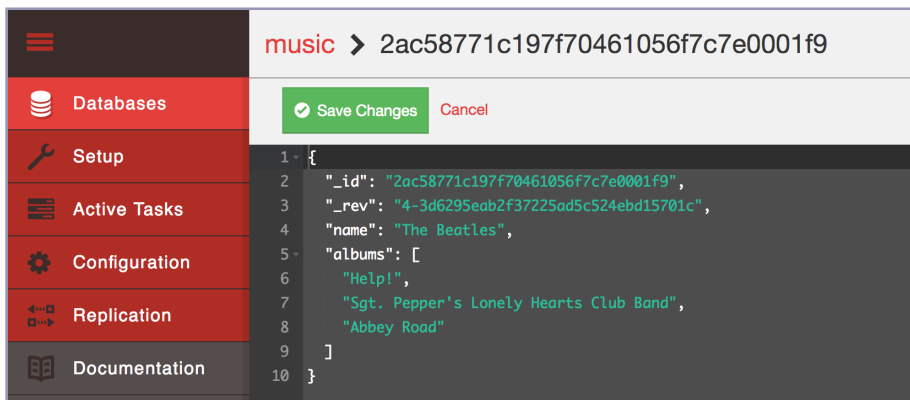 music > 2ac58771c197f70461056f7c7e0001f9
Databases
Setup
Active Tasks
Configuration
Replication
Documentation
Save Changes Cancel
1 {
2 "_id": "2ac58771c197f70461056f7c7e0001f9",
3 "_rev": "4-3d6295eab2f37225ad5c524ebd15701c",
4 "name": "The Beatles",
5 "albums": [
6 "Help!",
7 "Sgt. Pepper's Lonely Hearts Club Band",
8 "Abbey Road"
9 ]
10 }